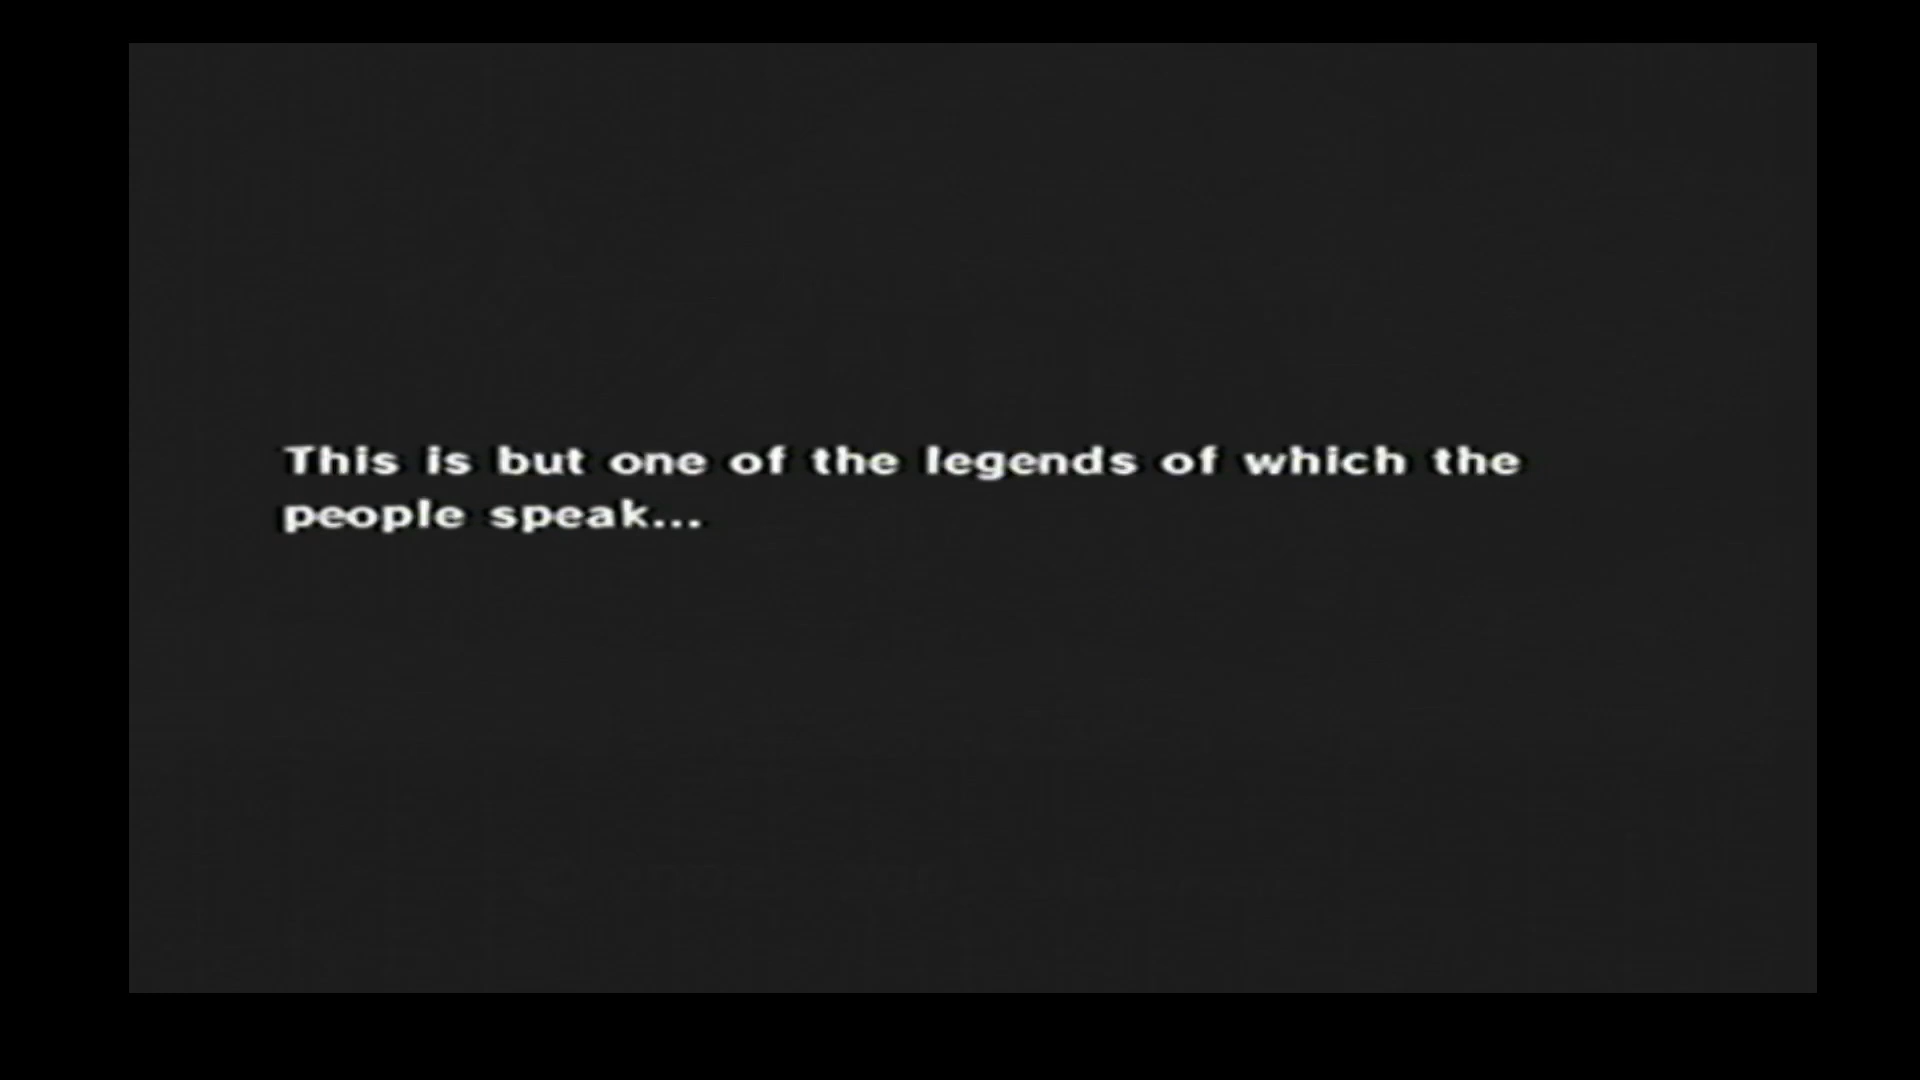 This is but one of the legends of which the
people speak...